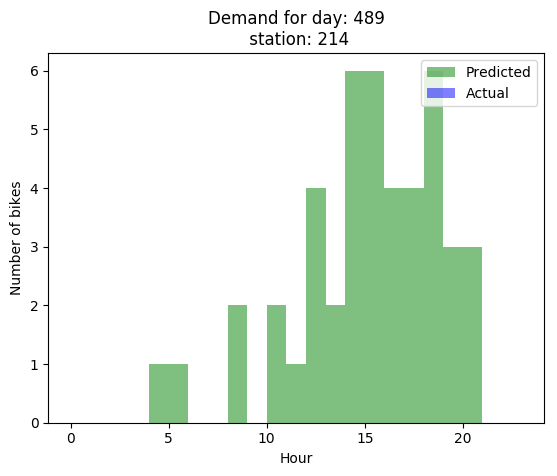 Demand for day: 489
station: 214
Predicted
Actual
6
5
4
3
2
1
0
Number of bikes
0 5 10 15 20
Hour